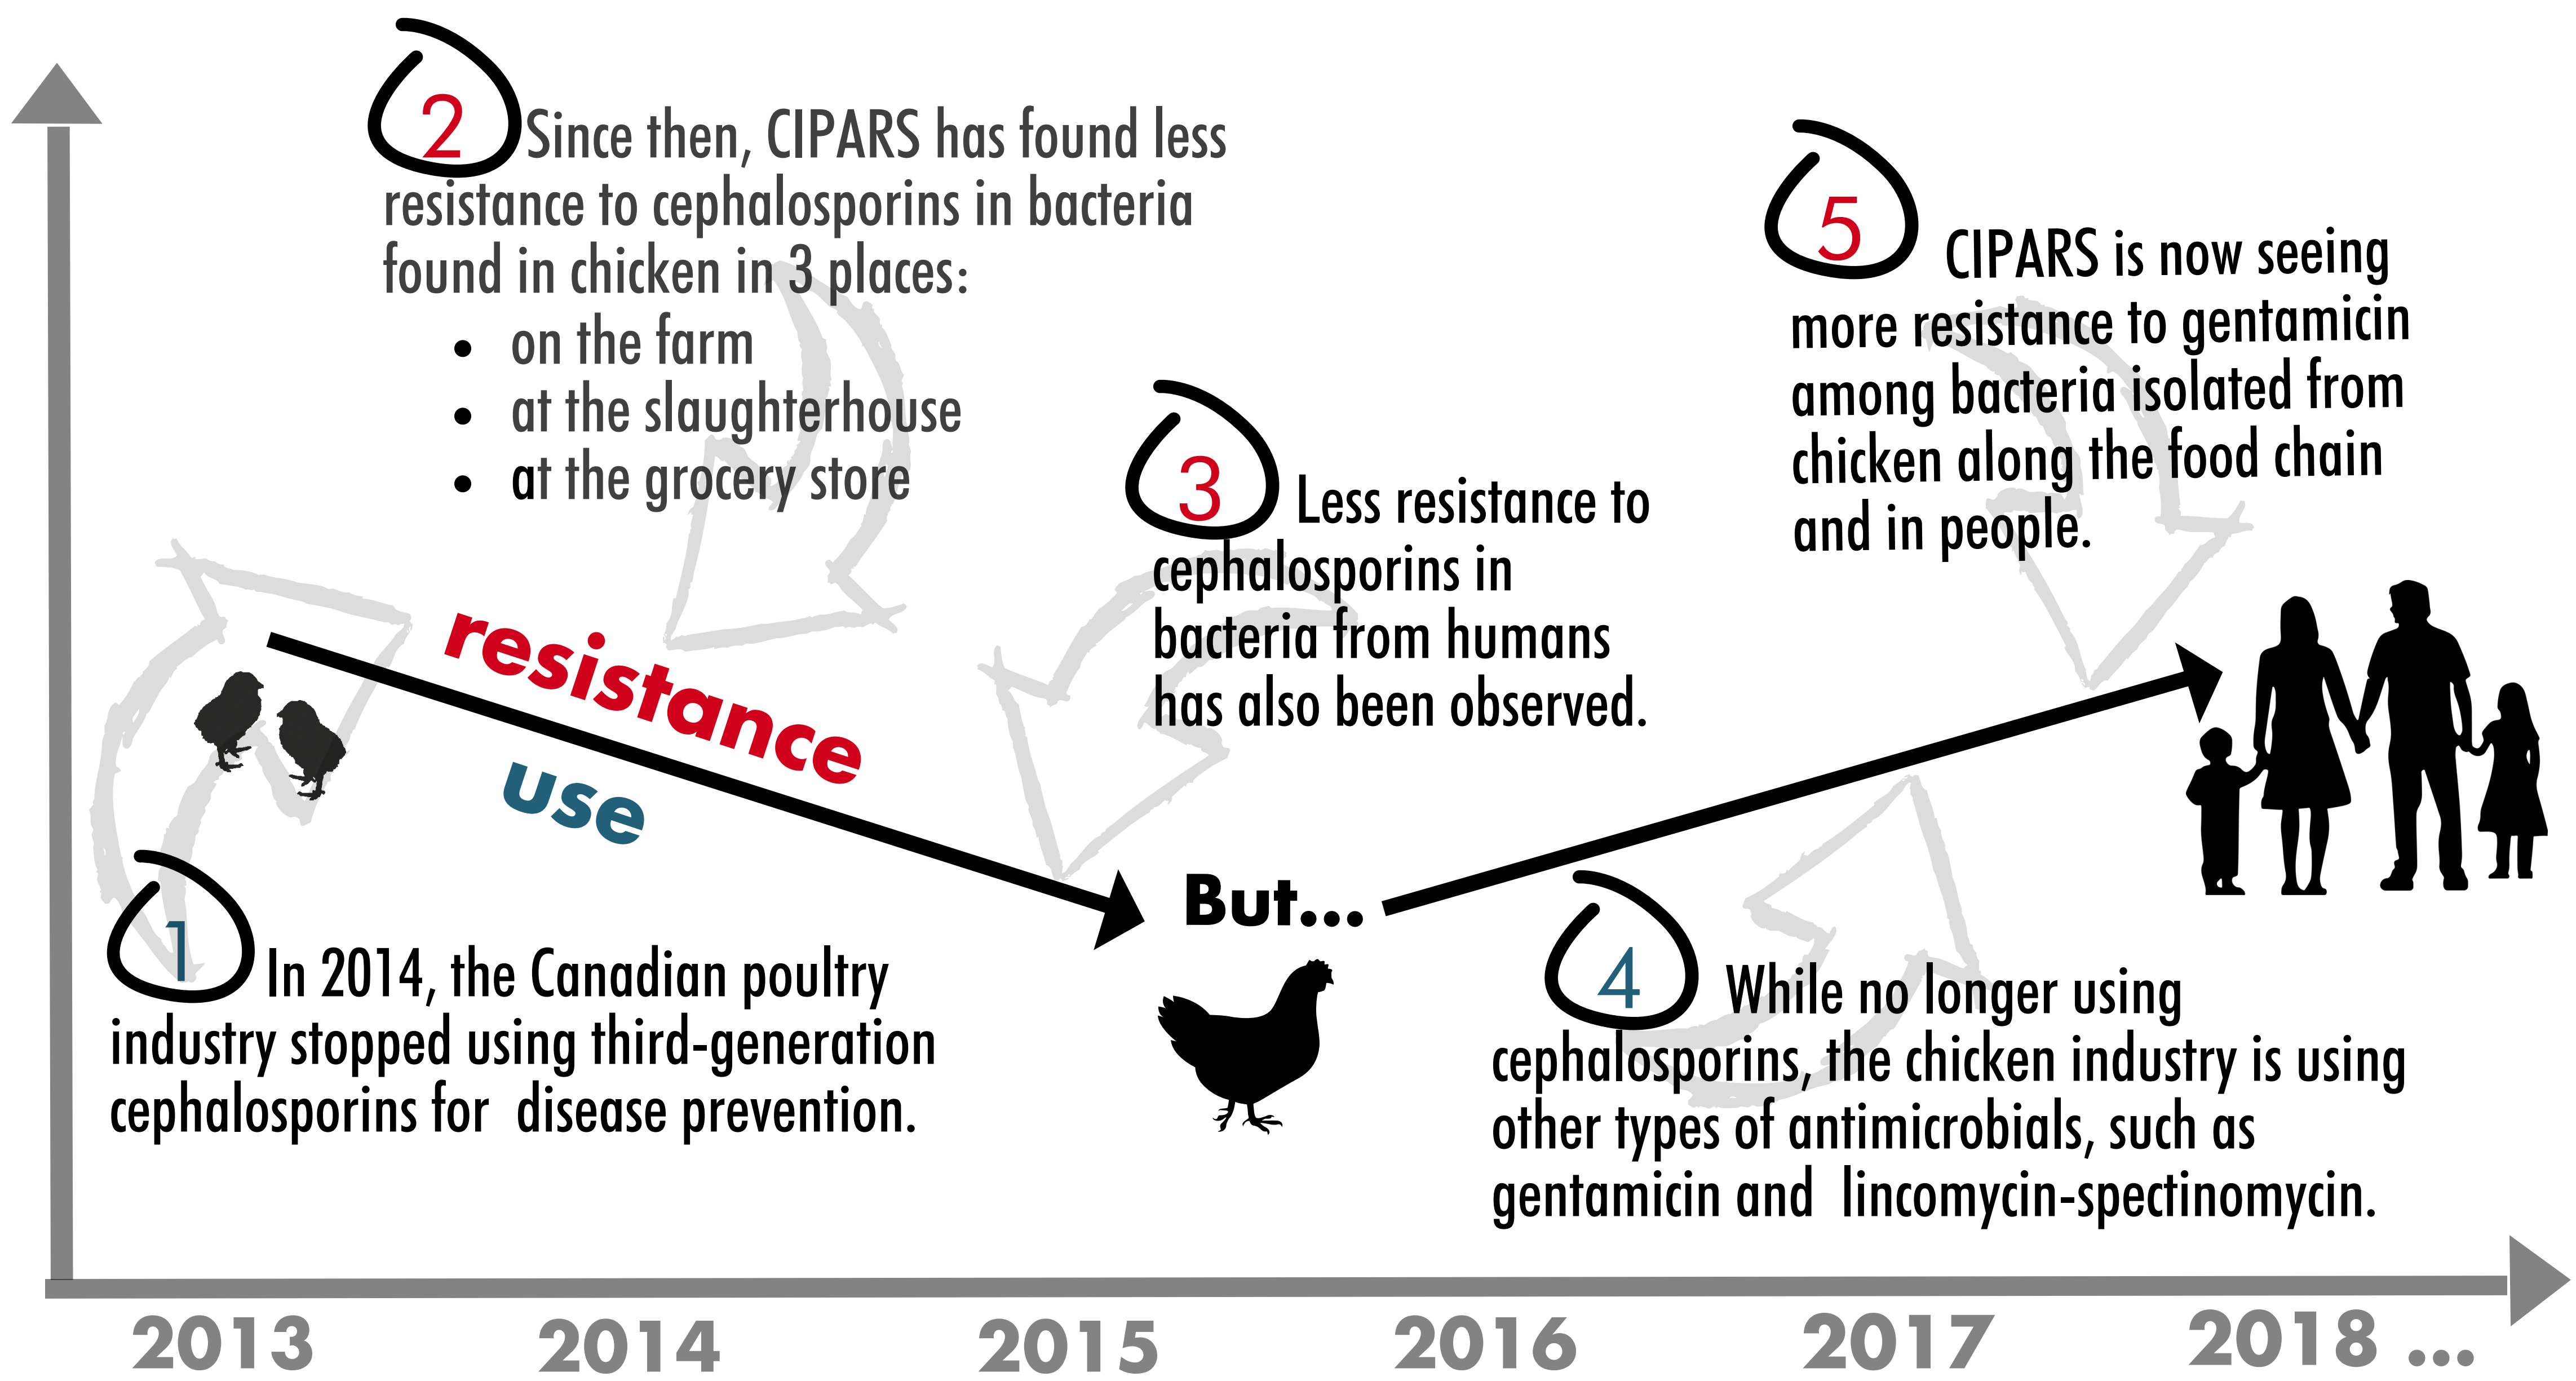 2 Since then, CIPARS has found less
resistance to cephalosporins in bacteria
found in chicken in 3 places:
• on the farm
• at the slaughterhouse
• at the grocery store
resistance
use
1 In 2014, the Canadian poultry
industry stopped using third-generation
cephalosporins for disease prevention.
3 Less resistance to
cephalosporins in
bacteria from humans
has also been observed.
But...
4 While no longer using
cephalosporins, the chicken industry is using
other types of antimicrobials, such as
gentamicin and lincomycin-spectinomycin.
5 CIPARS is now seeing
more resistance to gentamicin
among bacteria isolated from
chicken along the food chain
and in people.
2013 2014 2015 2016 2017 2018 ...